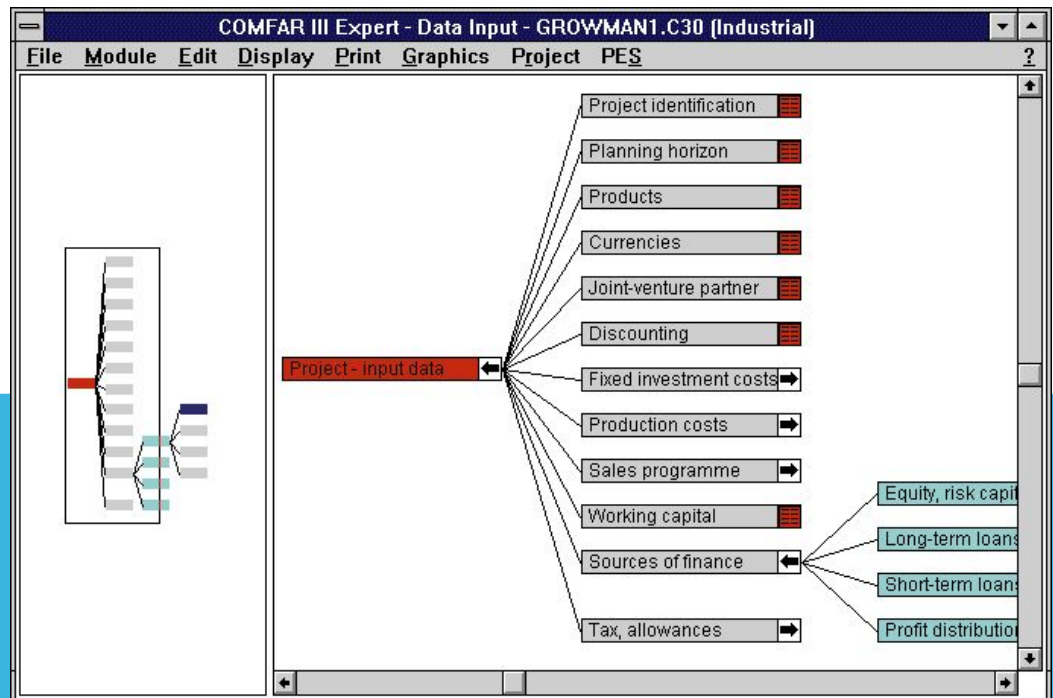 COMFAR III Expert - Data Input - GROWMAN1.C30 (Industrial)
File Module Edit Display Print Graphics Project PES ?
Project identification
Planning horizon
Products
Currencies
Joint-venture partner
Discounting
Project - input data
Fixed investment costs
Production costs
Sales programme
Working capital
Sources of finance
Tax, allowances
Equity, risk capit
Long-term loans
Short-term loans
Profit distributio